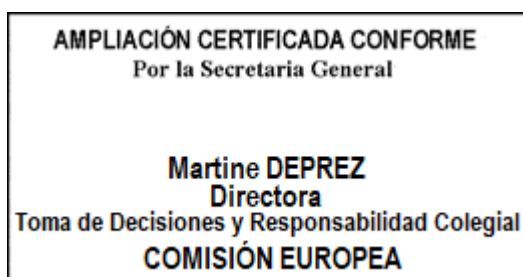 AMPLIACIÓN CERTIFICADA CONFORME
Por la Secretaria General
Martine DEPREZ
Directora
Toma de Decisiones y Responsabilidad Colegial
COMISIÓN EUROPEA